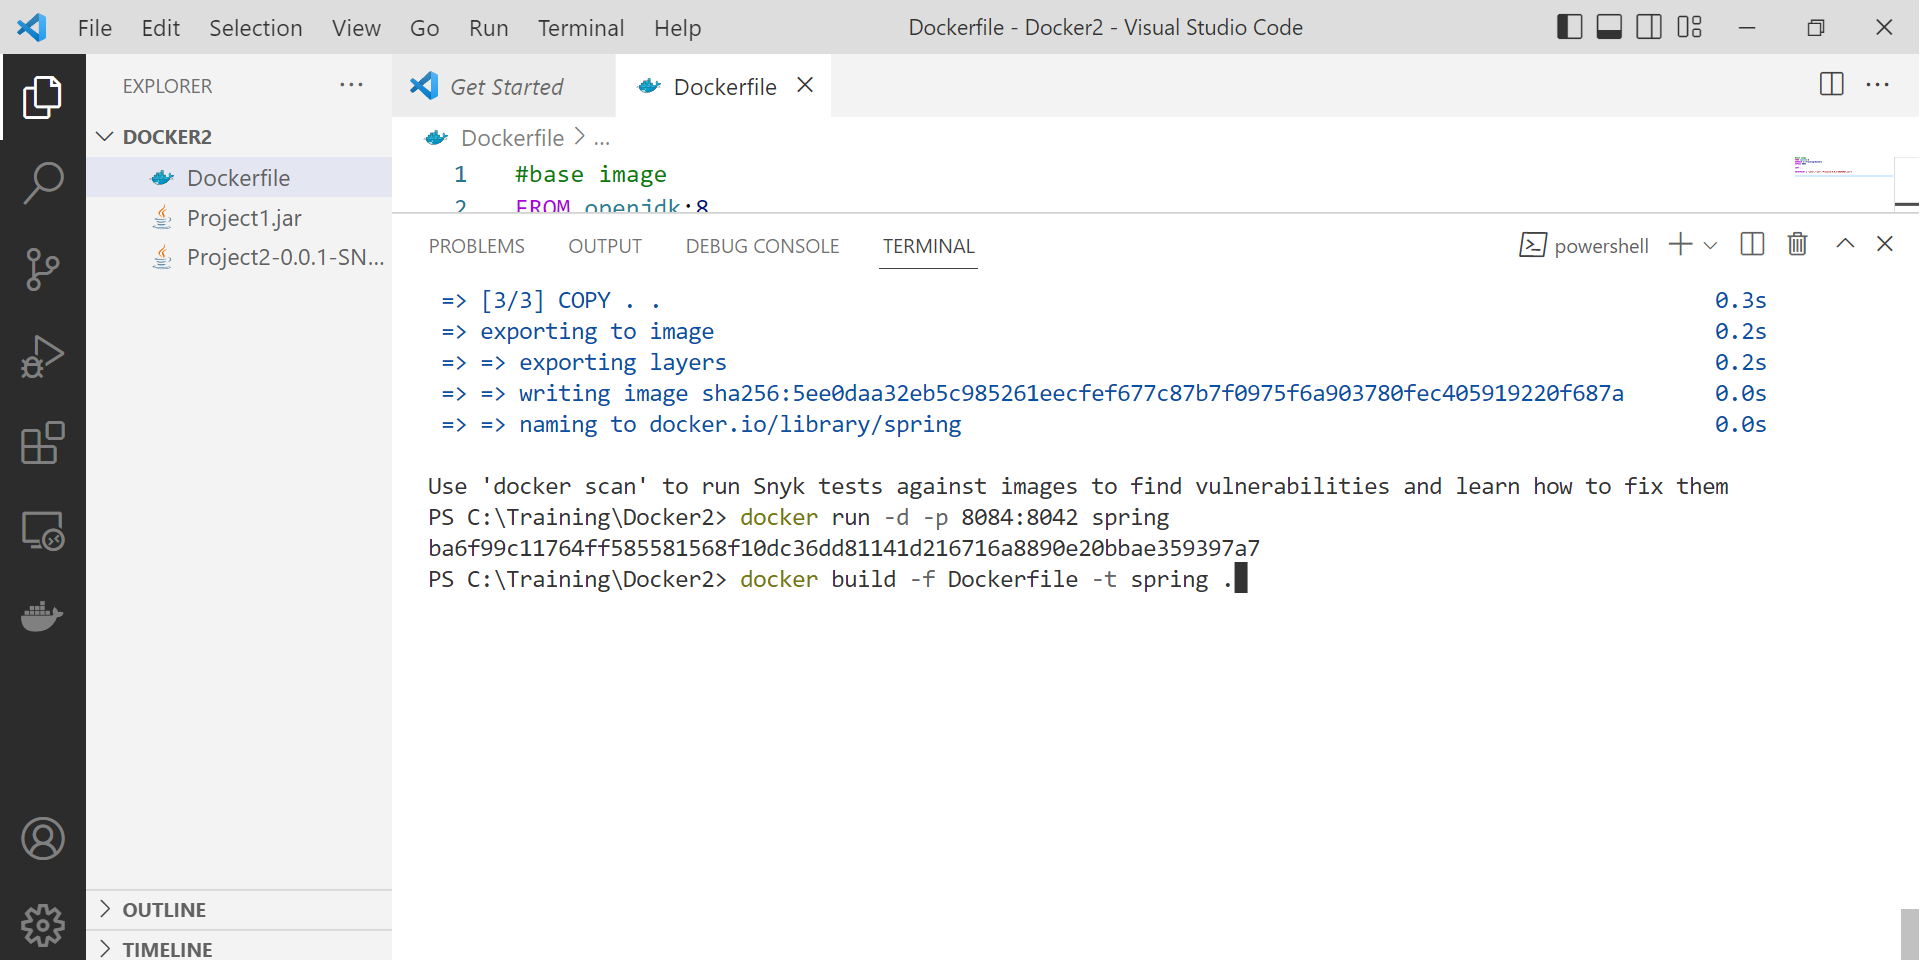 File Edit Selection View Go Run Terminal Help Dockerfile - Docker2 - Visual Studio Code
EXPLORER
DOCKER2
Dockerfile
Project1.jar
Project2-0.0.1-SN...
OUTLINE
TIMELINE
Get Started Dockerfile
Dockerfile > ...
1 #base image
2 FROM openjdk:8
PROBLEMS OUTPUT DEBUG CONSOLE TERMINAL powershell
=> [3/3] COPY . . 0.3s
=> exporting to image 0.2s
=> => exporting layers 0.2s
=> => writing image sha256:5ee0daa32eb5c985261eecfef677c87b7f0975f6a903780fec405919220f687a 0.0s
=> => naming to docker.io/library/spring 0.0s
Use 'docker scan' to run Snyk tests against images to find vulnerabilities and learn how to fix them
PS C:\Training\Docker2> docker run -d -p 8084:8042 spring
ba6f99c11764ff585581568f10dc36dd81141d216716a8890e20bbae359397a7
PS C:\Training\Docker2> docker build -f Dockerfile -t spring .